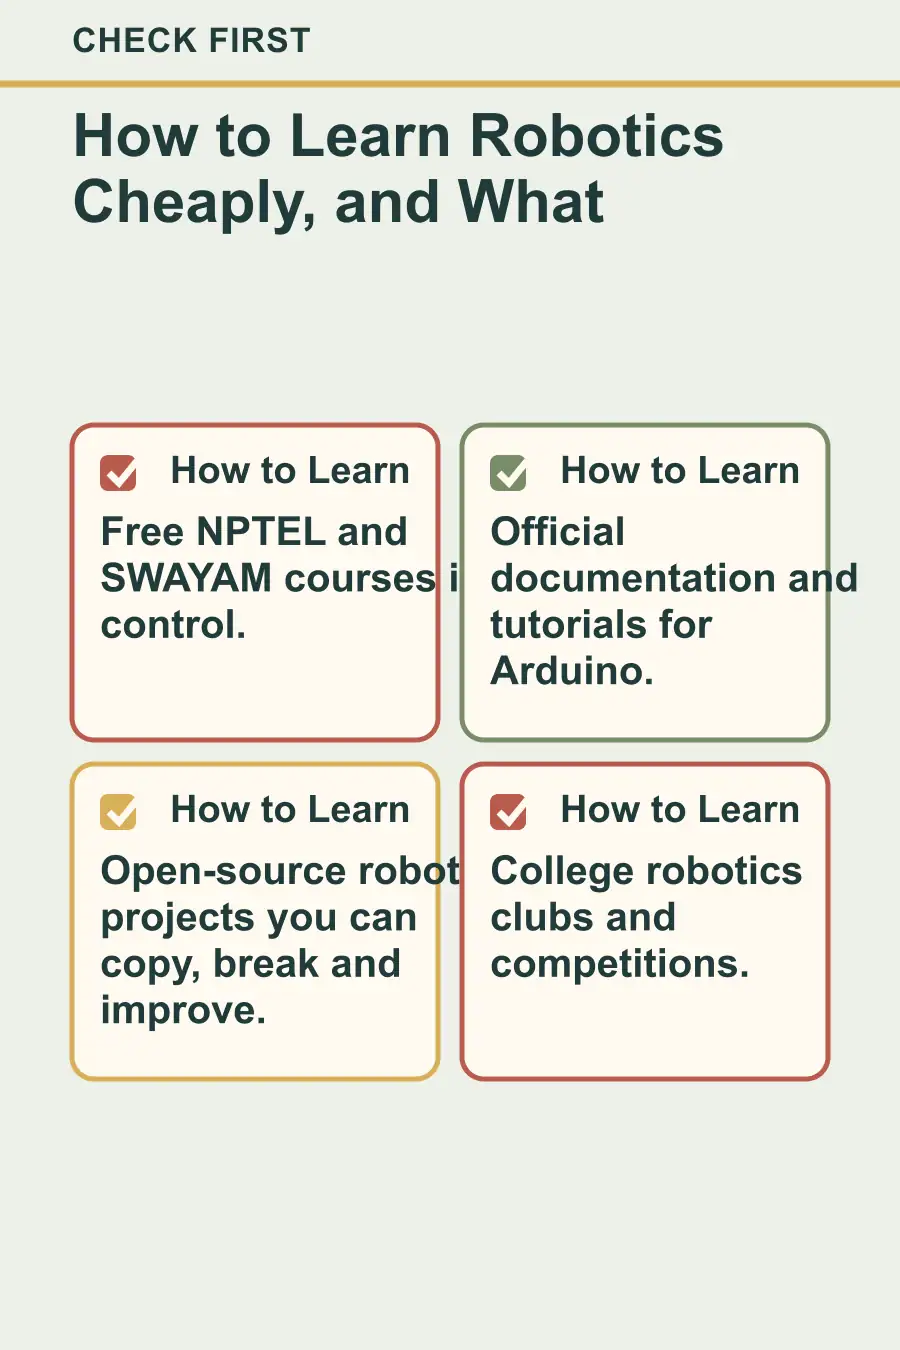 CHECK FIRST
How to Learn Robotics
Cheaply, and What
How to Learn
Free NPTEL and
SWAYAM courses i
control.
How to Learn
Official
documentation and
tutorials for
Arduino.
How to Learn
Open-source robot
projects you can
copy, break and
improve.
How to Learn
College robotics
clubs and
competitions.